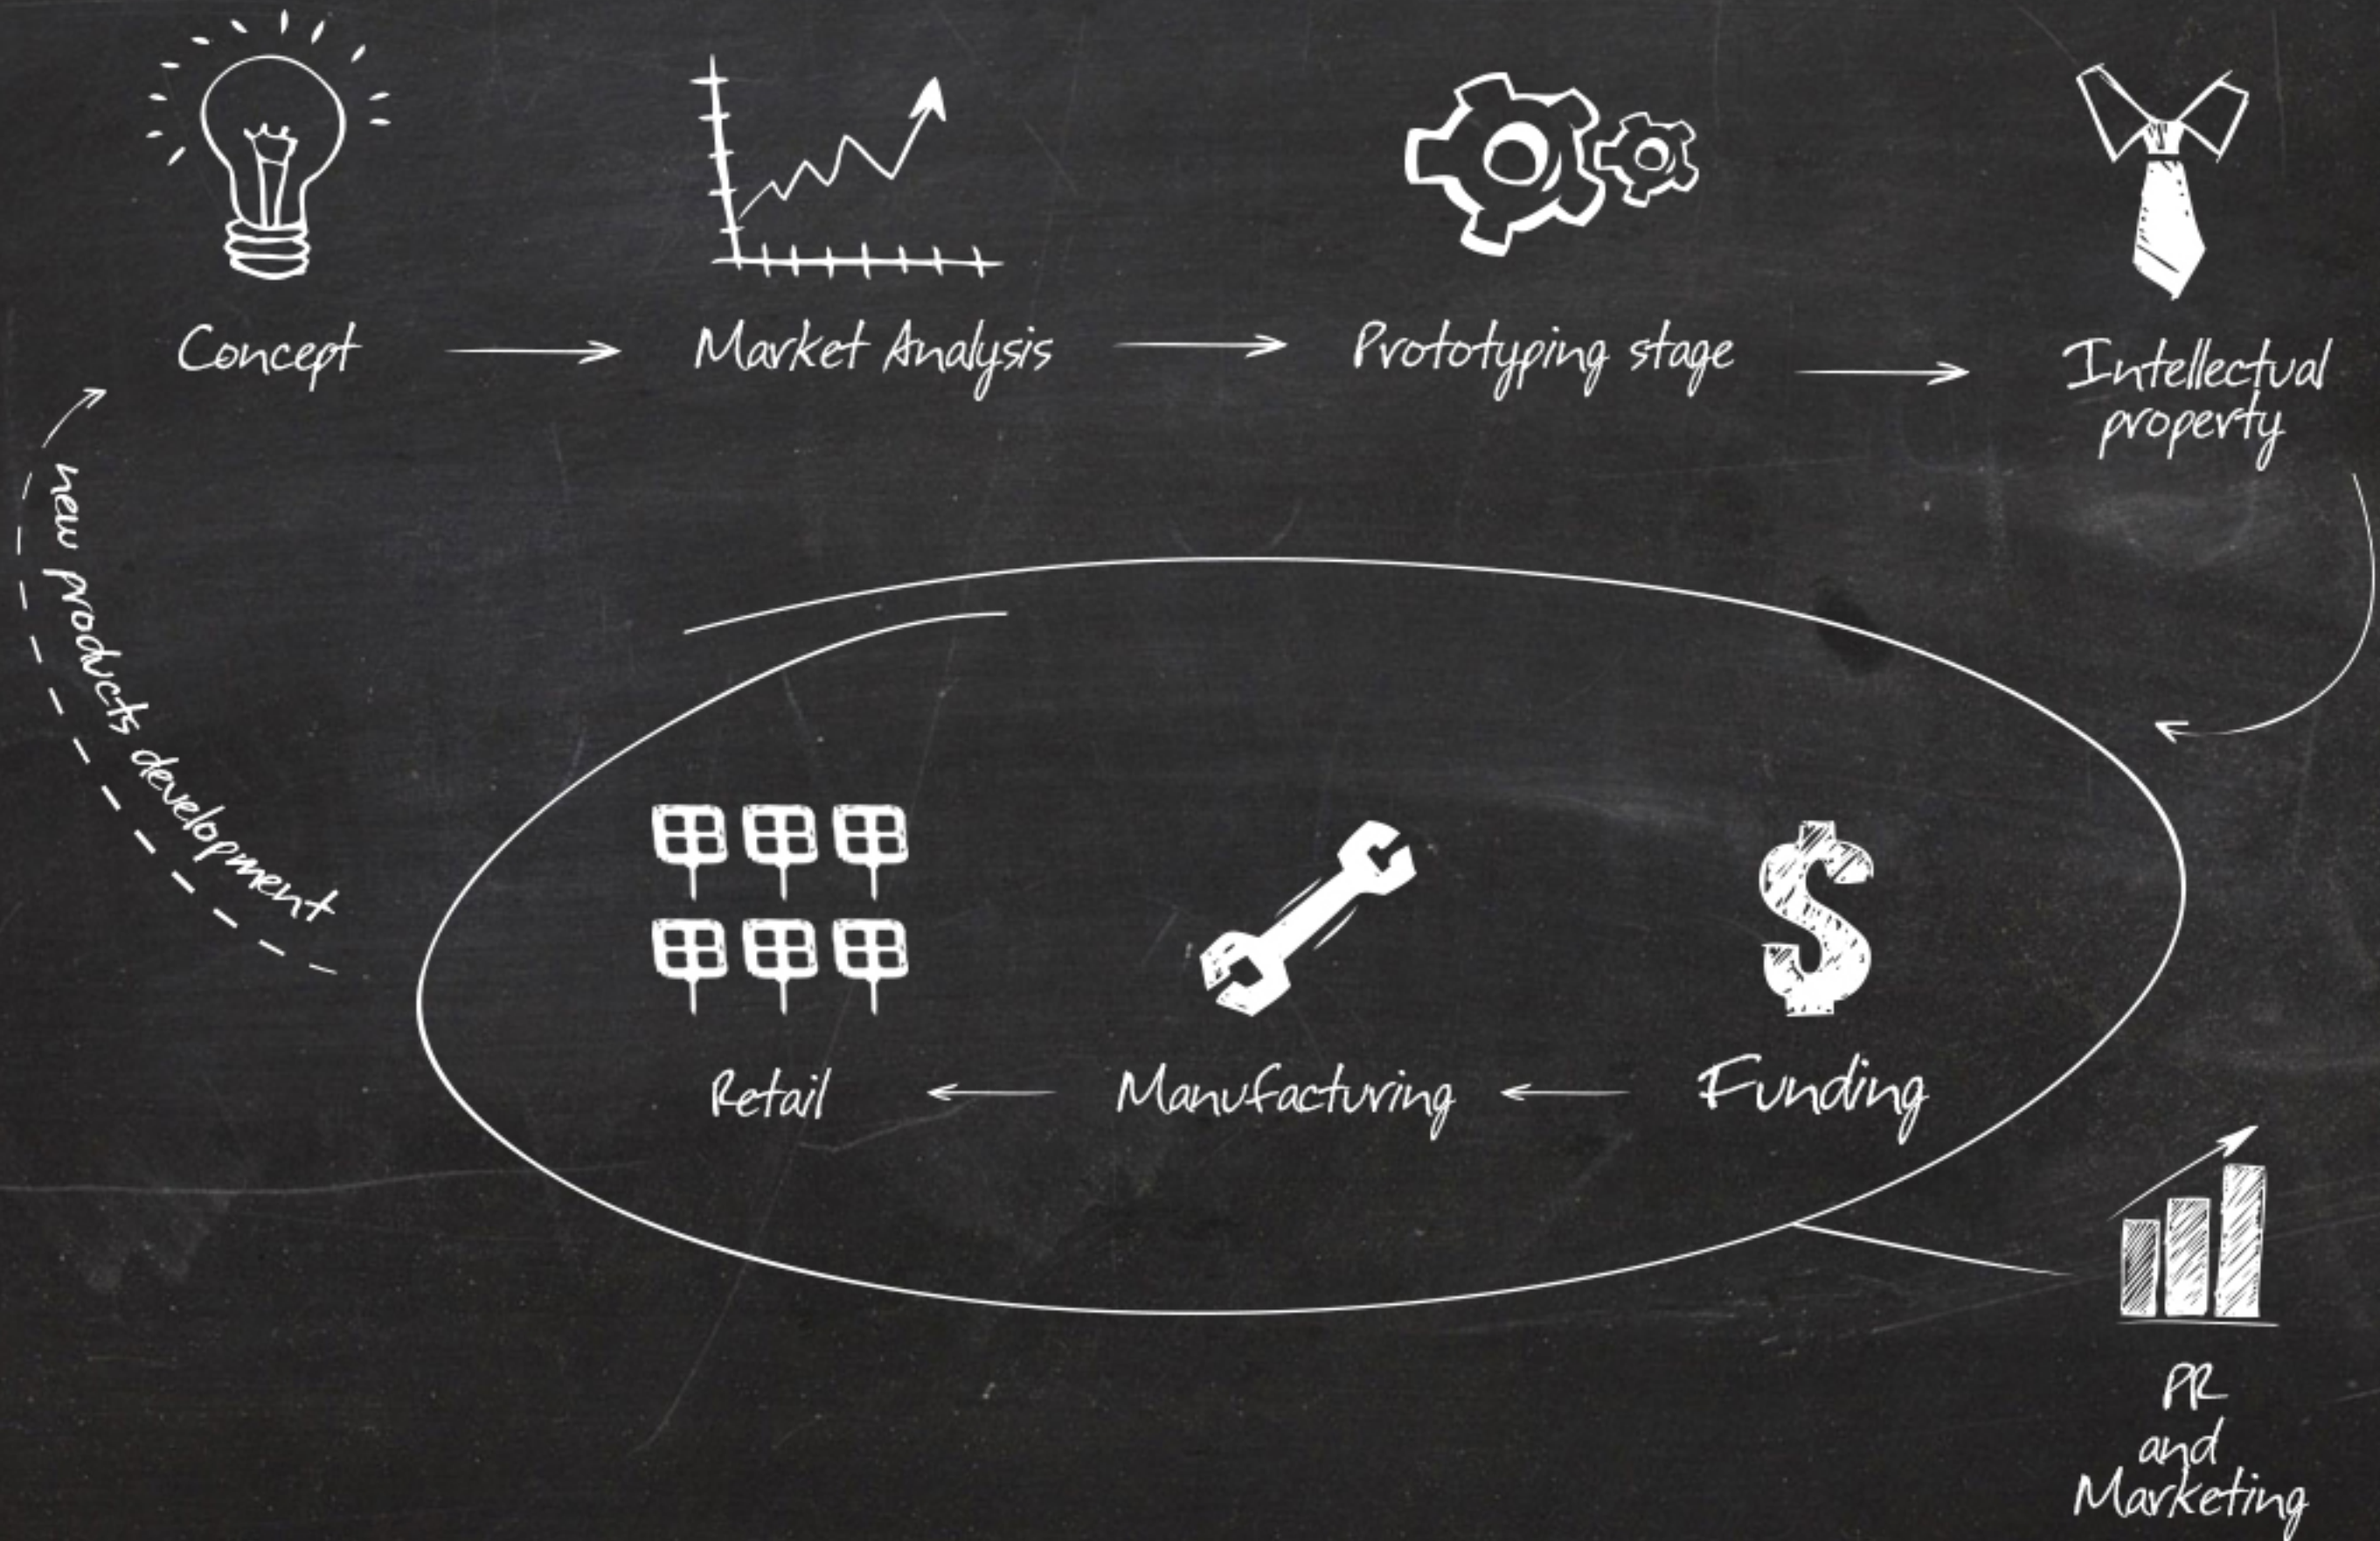 Concept
Market Analysis
Prototyping stage
Intellectual
property
new products development
Retail
Manufacturing
Funding
PR
and
Marketing